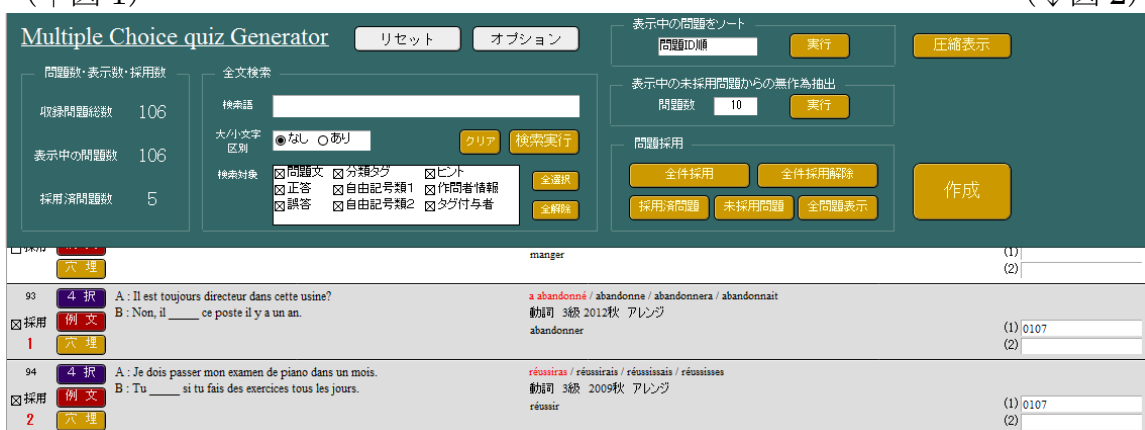 Multiple Choice quiz Generator
リセット
オプション
問題数・表示数・採用数
収録問題総数 106
表示中の問題数 106
採用済問題数 5
全文検索
検索語
大/小文字
区別
なし あり
クリア
検索実行
検索対象
問題文 分類タグ ヒント
正答 自由記号類1 作問者情報
誤答 自由記号類2 タグ付与者
全選択
全解除
表示中の問題をソート
問題ID順
実行
表示中の未採用問題からの無作為抽出
問題数 10
実行
問題採用
全件採用
全件採用解除
採用済問題
未採用問題
全問題表示
圧縮表示
作成
穴 埋
manger
(1)
(2)
93
4 択
A : Il est toujours directeur dans cette usine?
a abandonné / abandonne / abandonnera / abandonnait
採用
例 文
B : Non, il _____ ce poste il y a un an.
動詞 3級 2012秋 アレンジ
1
穴 埋
abandonner
(1) 0107
(2)
94
4 択
A : Je dois passer mon examen de piano dans un mois.
réussiras / réussirais / réussissais / réussisses
採用
例 文
B : Tu _____ si tu fais des exercices tous les jours.
動詞 3級 2009秋 アレンジ
2
穴 埋
réussir
(1) 0107
(2)